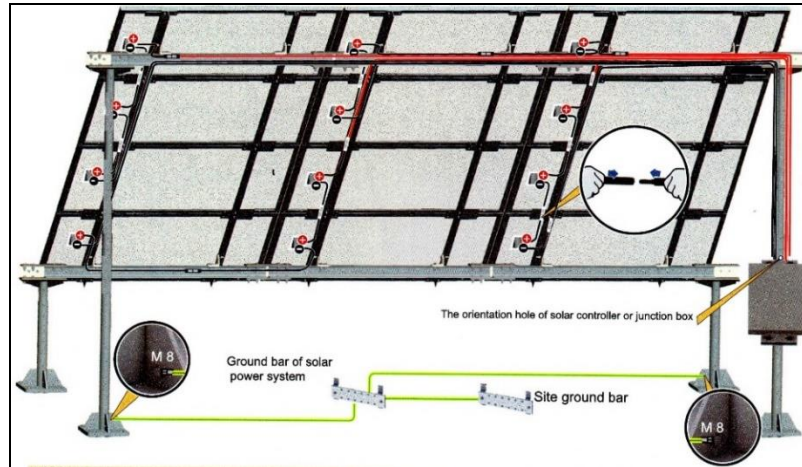 The orientation hole of solar controller or junction box
M 8
Ground bar of solar
power system
Site ground bar
M 8